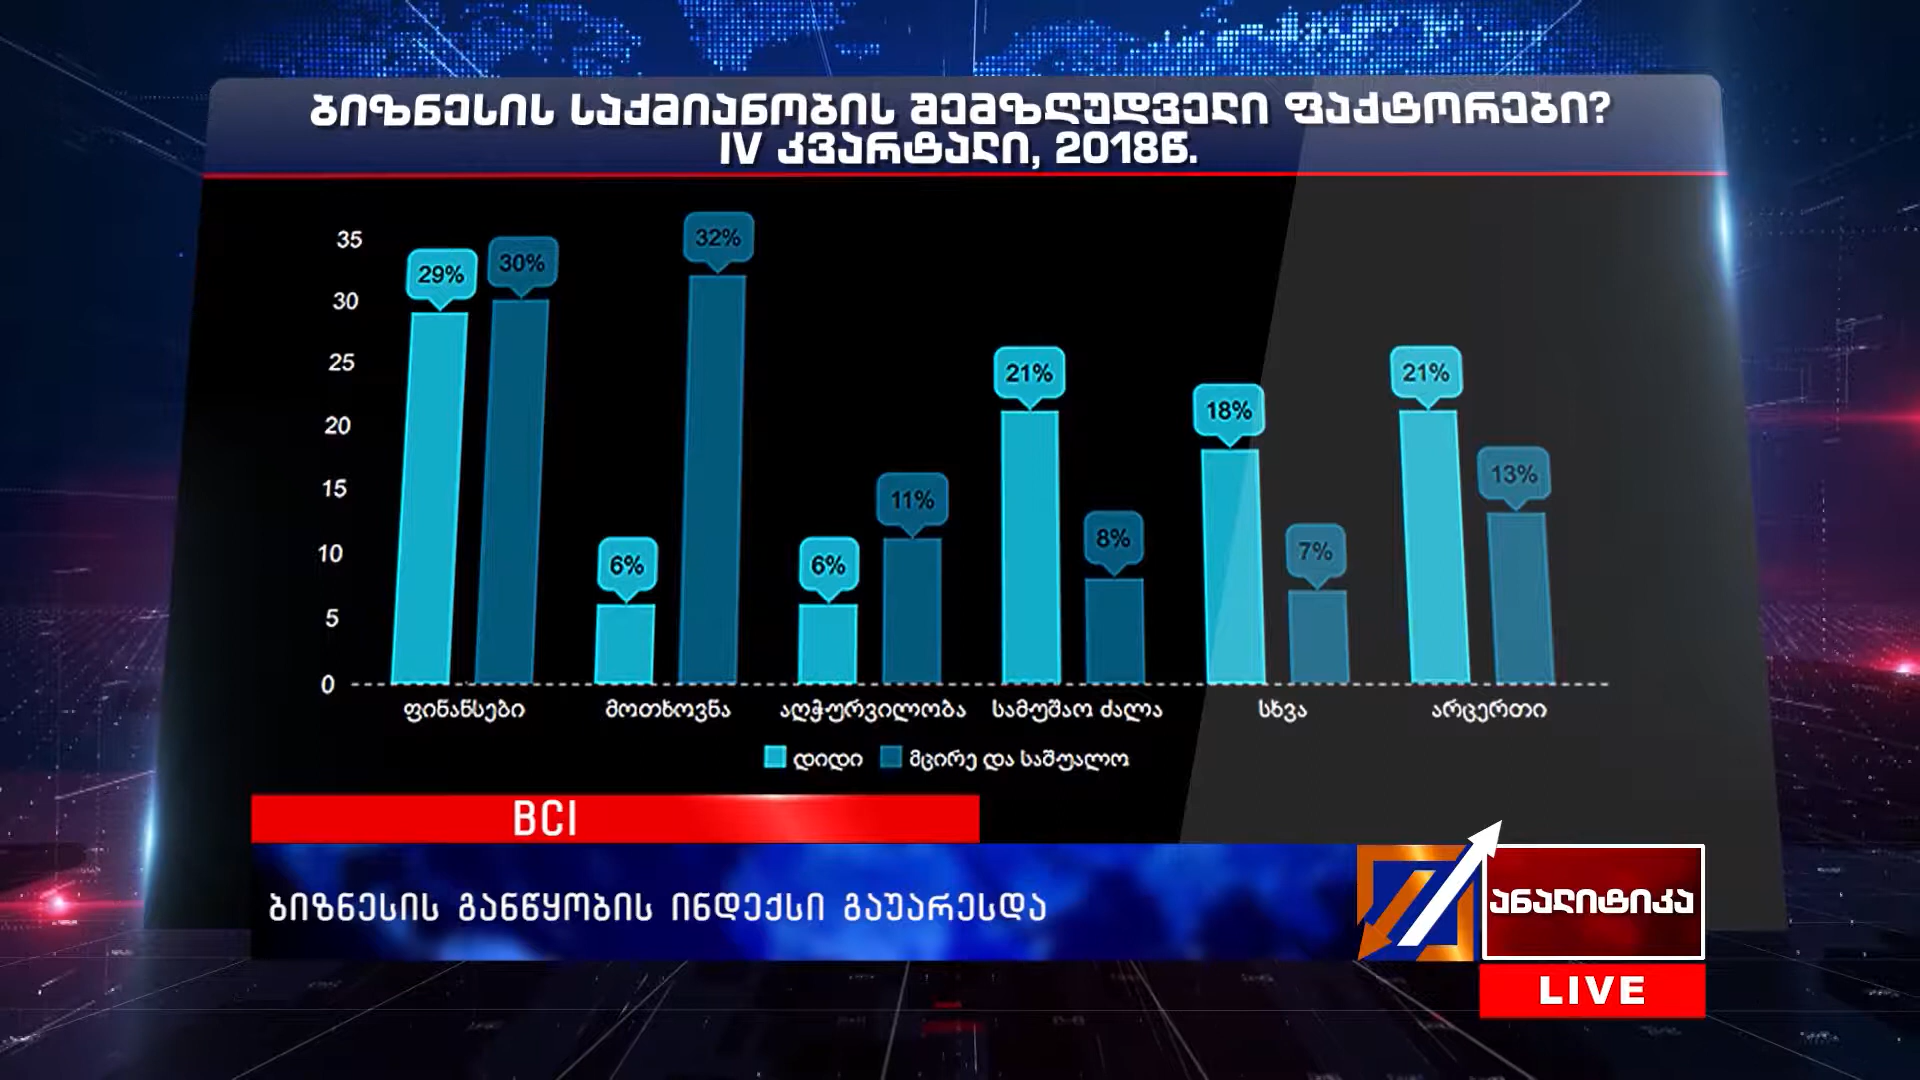 ბიზნესის საქმიანობის შემზღუდველი ფაქტორები?
IV კვარტალი, 2018წ.
35
30
25
20
15
10
5
0
29%
30%
6%
32%
6%
11%
21%
8%
18%
7%
21%
13%
ფინანსები
მოთხოვნა
აღჭურვილობა
სამუშაო ძალა
სხვა
არცერთი
დიდი
მცირე და საშუალო
BCI
ბიზნესის განწყობის ინდექსი გაუარესდა
ანალიტიკა
LIVE